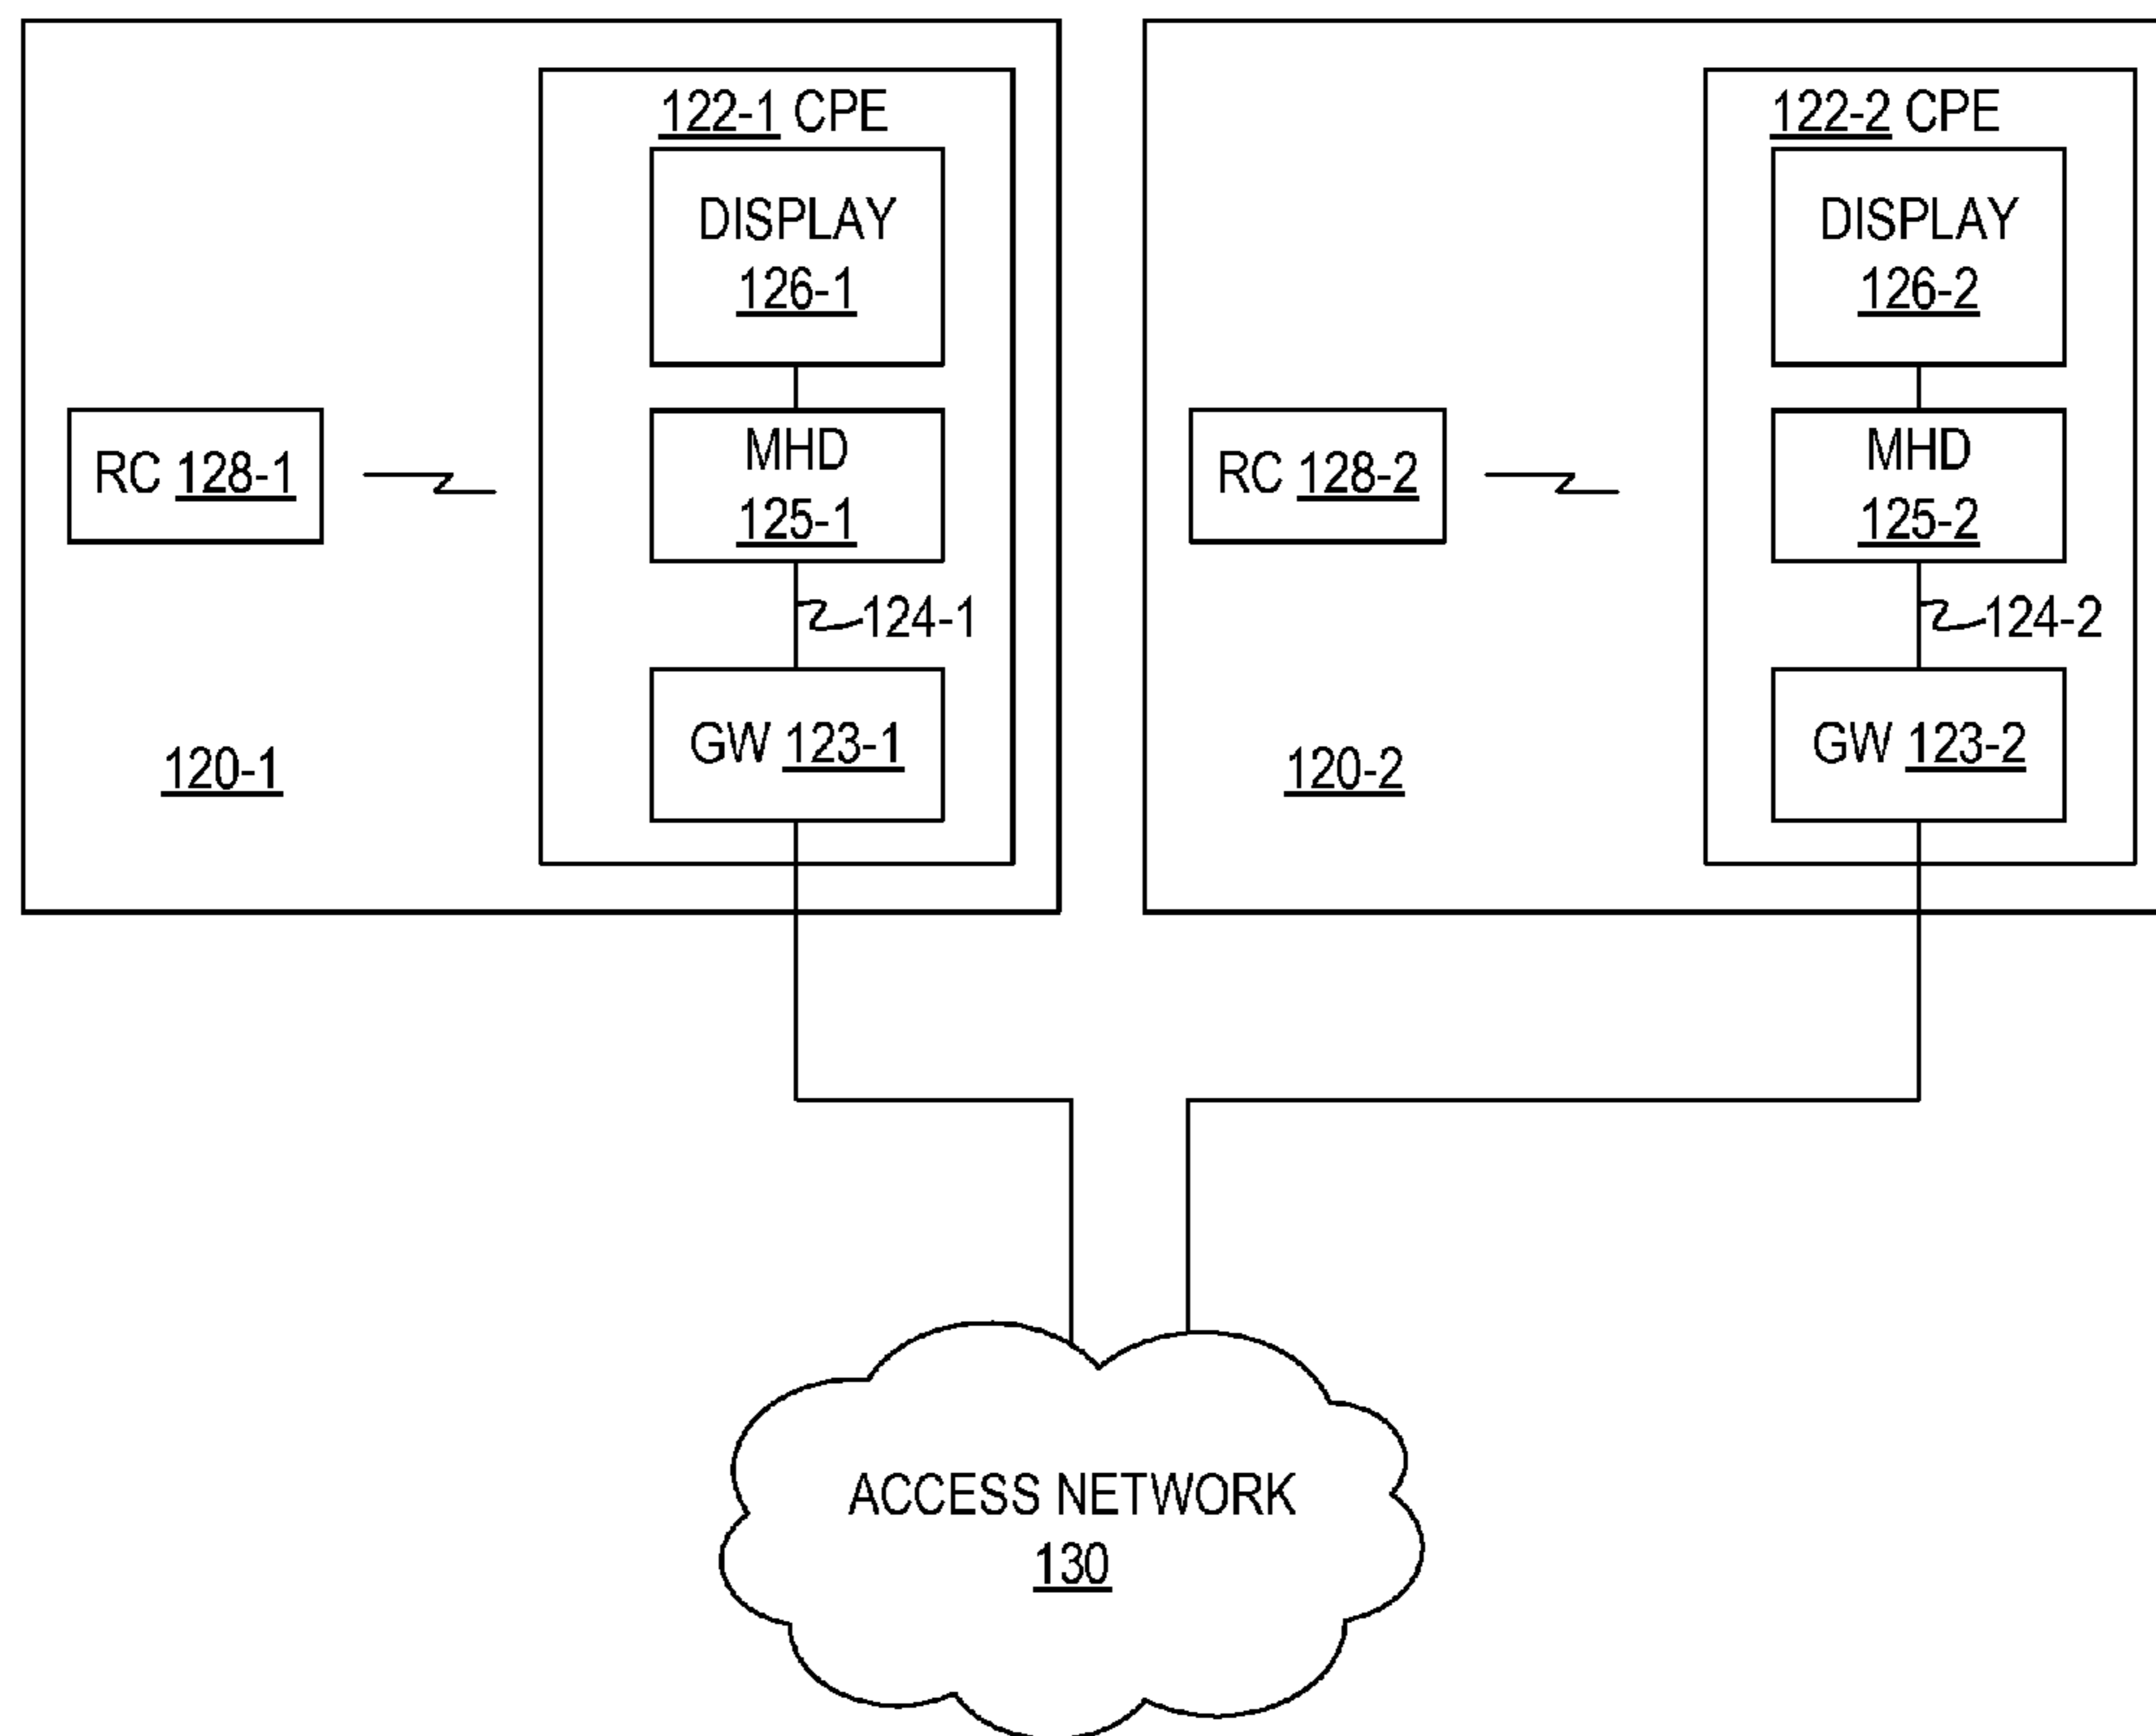 122-1 CPE
DISPLAY
126-1
RC 128-1
MHD
125-1
124-1
GW 123-1
120-1
122-2 CPE
DISPLAY
126-2
RC 128-2
MHD
125-2
124-2
GW 123-2
120-2
ACCESS NETWORK
130